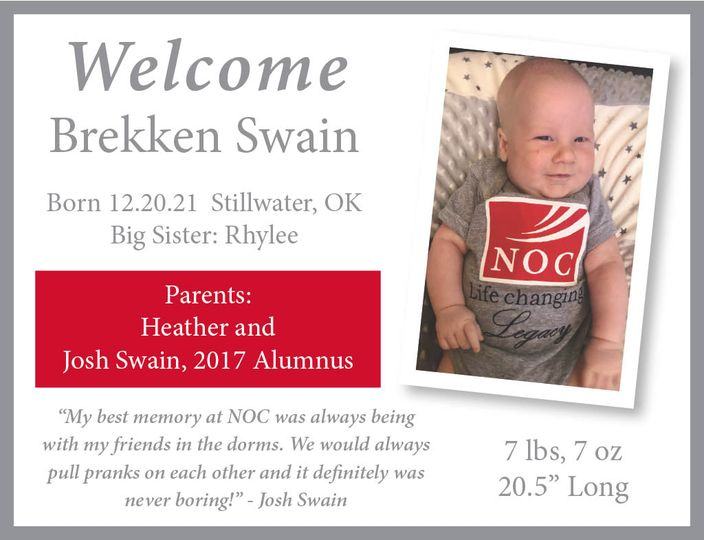 Welcome
Brekken Swain
Born 12.20.21 Stillwater, OK
Big Sister: Rhylee
Parents:
Heather and
Josh Swain, 2017 Alumnus
“My best memory at NOC was always being
with my friends in the dorms. We would always
pull pranks on each other and it definitely was
never boring!” - Josh Swain
NOC
Life changing
Legacy
7 lbs, 7 oz
20.5” Long